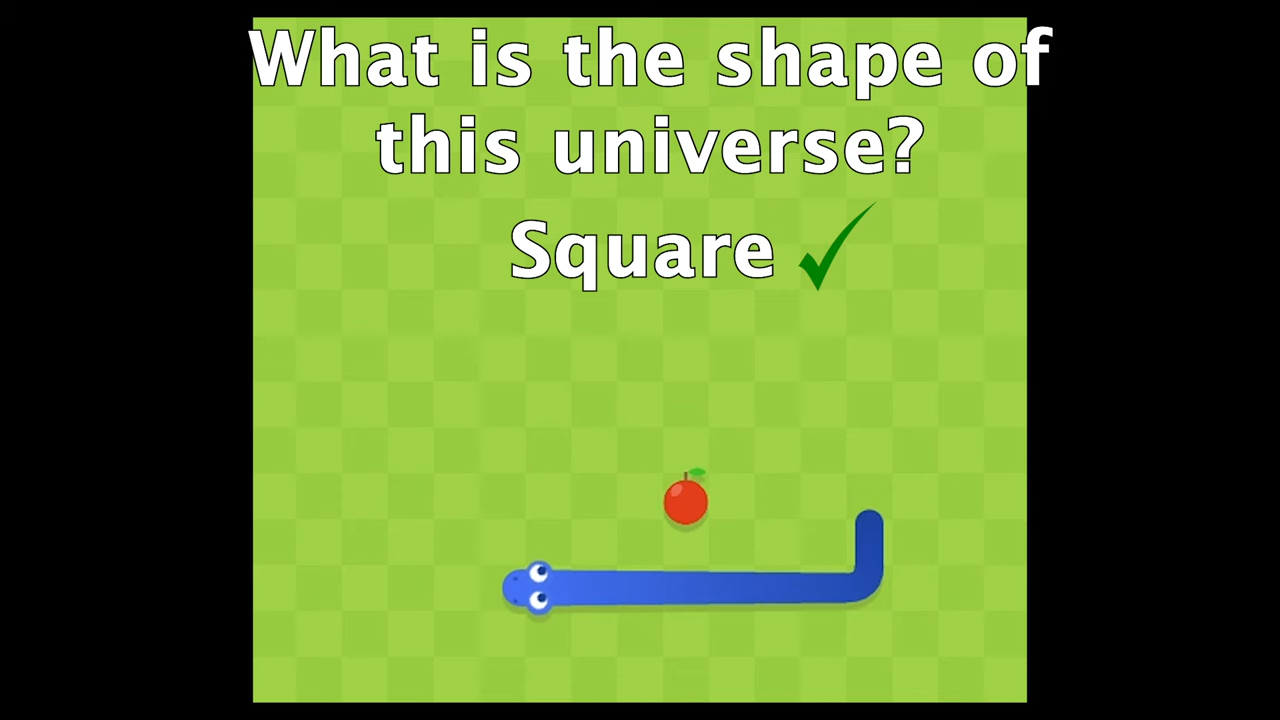 What is the shape of
this universe?
Square ✓